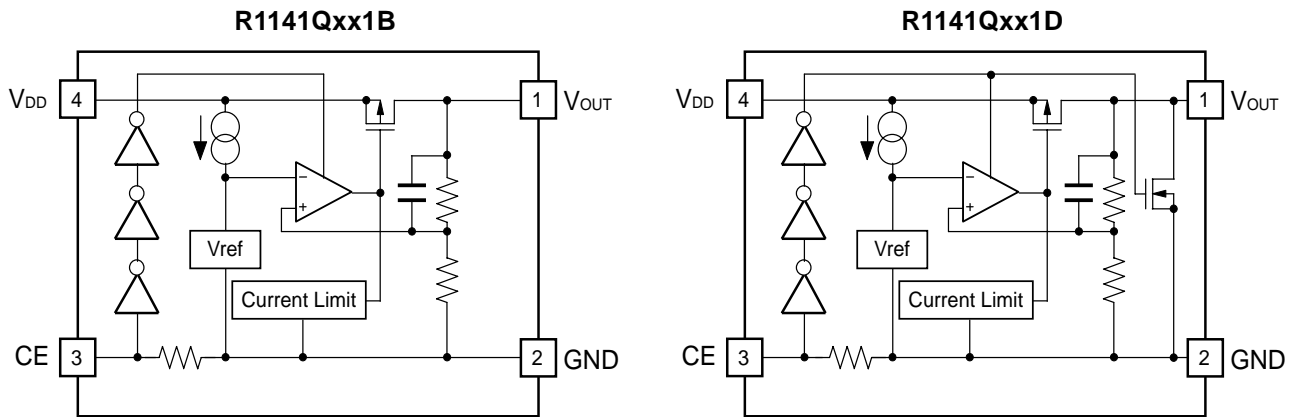 R1141Qxx1B
VDD 4
1 VOUT
−
+
Vref
Current Limit
CE 3
2 GND
R1141Qxx1D
VDD 4
1 VOUT
−
+
Vref
Current Limit
CE 3
2 GND